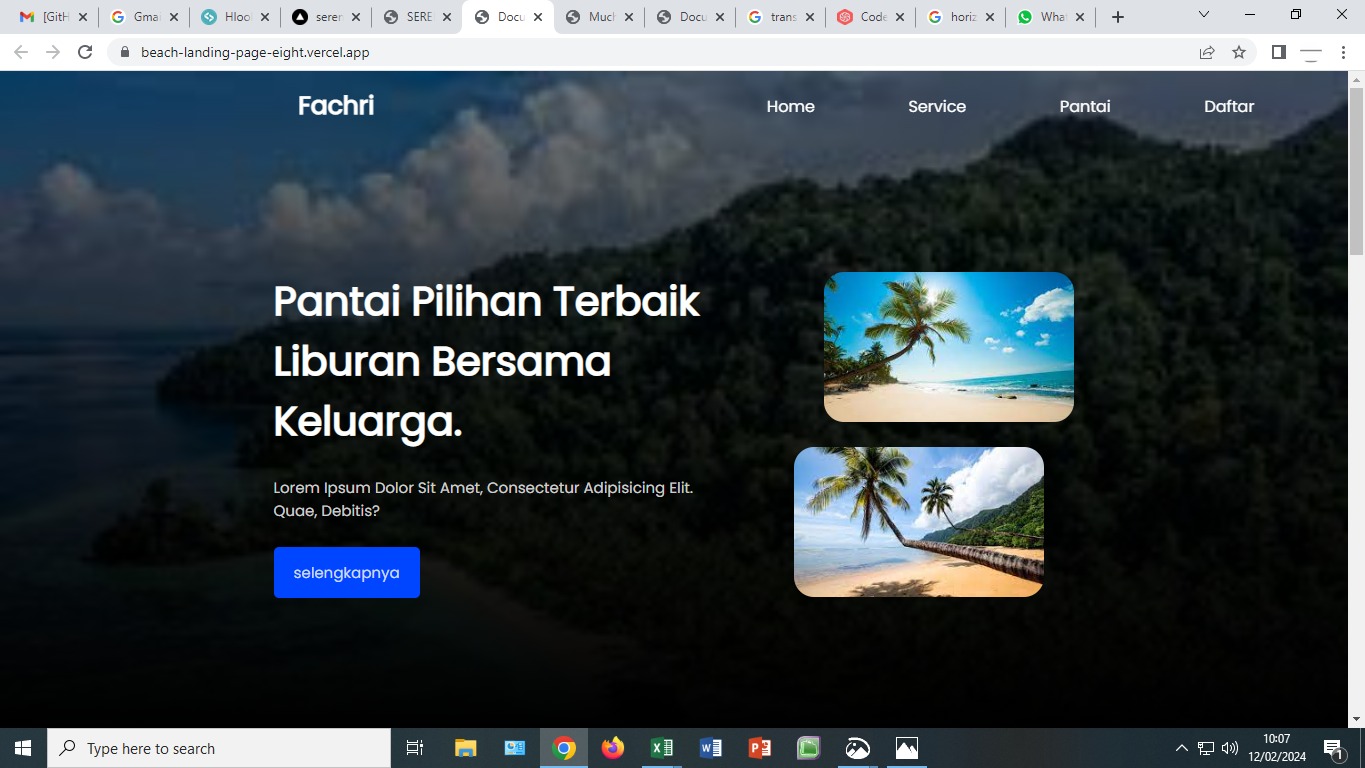 [GitH
Gmai
Hloo
seren
SERE
Docu
Much
Docu
trans
Code
horiz
What
beach-landing-page-eight.vercel.app
Fachri
Home
Service
Pantai
Daftar
Pantai Pilihan Terbaik
Liburan Bersama
Keluarga.
Lorem Ipsum Dolor Sit Amet, Consectetur Adipisicing Elit.
Quae, Debitis?
selengkapnya
Type here to search
10:07
12/02/2024
1